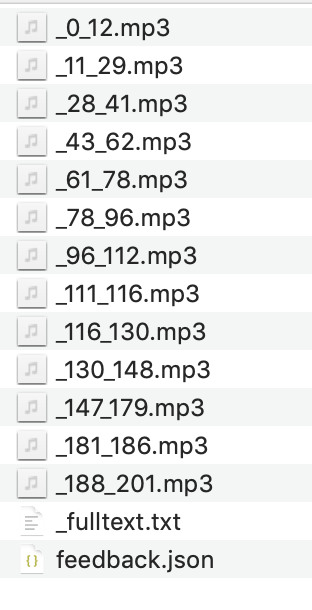 _0_12.mp3
_11_29.mp3
_28_41.mp3
_43_62.mp3
_61_78.mp3
_78_96.mp3
_96_112.mp3
_111_116.mp3
_116_130.mp3
_130_148.mp3
_147_179.mp3
_181_186.mp3
_188_201.mp3
_fulltext.txt
feedback.json